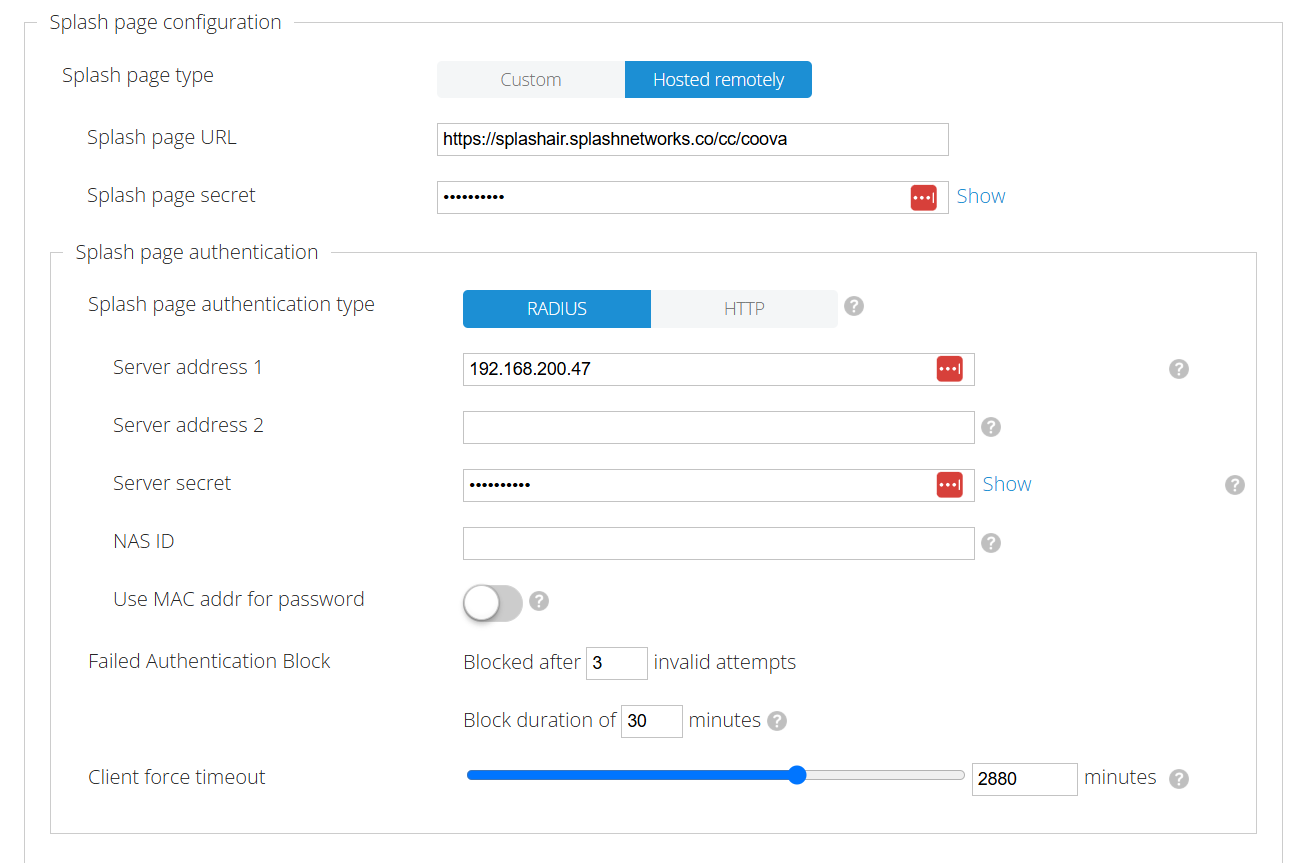 Splash page configuration
Splash page type
Custom Hosted remotely
Splash page URL
https://splashair.splashnetworks.co/cc/coova
Splash page secret
•••••••••• Show
Splash page authentication
Splash page authentication type
RADIUS HTTP ?
Server address 1
192.168.200.47 ?
Server address 2
?
Server secret
•••••••••• Show ?
NAS ID
?
Use MAC addr for password
?
Failed Authentication Block
Blocked after 3 invalid attempts
Block duration of 30 minutes ?
Client force timeout
2880 minutes ?